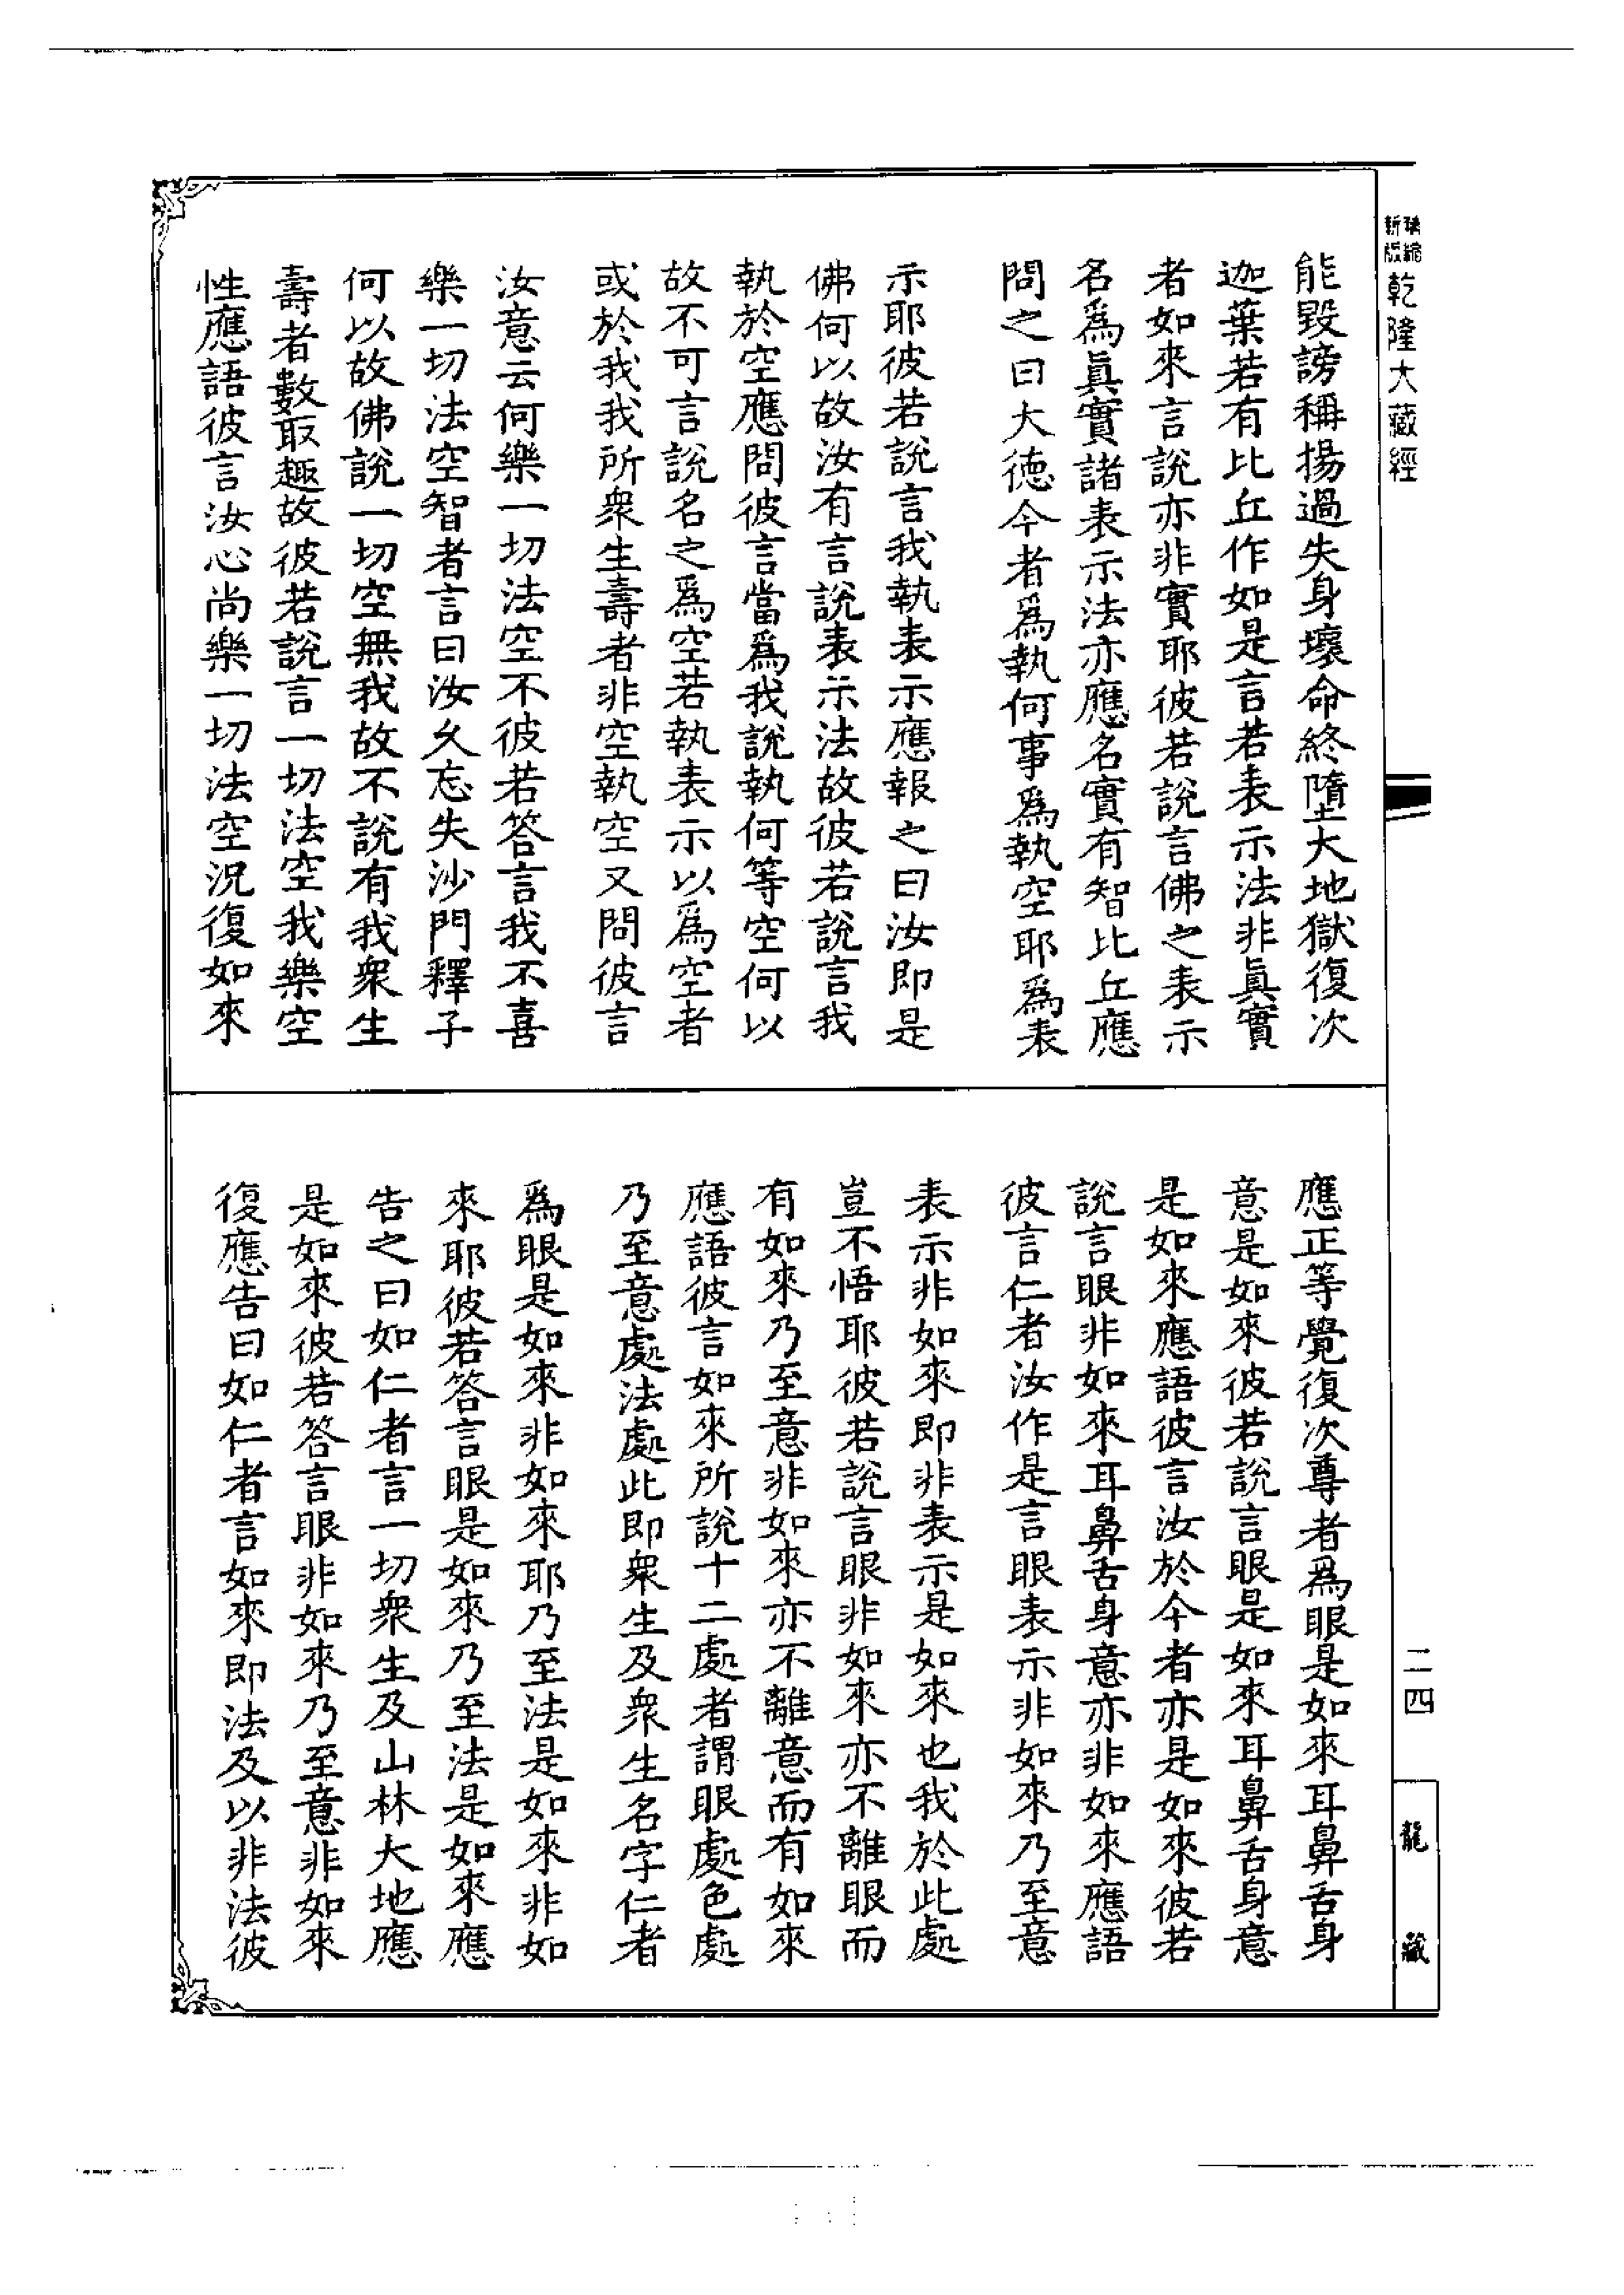 精縮
新版
乾隆大藏經
能毀謗稱揚過失身壞命終墮大地獄復次
迦葉若有比丘作如是言若表示法非眞實
者如來言說亦非實耶彼若說言佛之表示
名爲眞實諸表示法亦應名實有智比丘應
問之曰大德今者爲執何事爲執空耶爲表
示耶彼若說言我執表示應報之曰汝即是
佛何以故汝有言說表示法故彼若說言我
執於空應問彼言當爲我說執何等空何以
故不可言說名之爲空若執表示以爲空者
或於我我所衆生壽者非空執空又問彼言
汝意云何樂一切法空不彼若答言我不喜
樂一切法空智者言曰汝久忘失沙門釋子
何以故佛說一切空無我故不說有我衆生
壽者數取趣故彼若說言一切法空我樂空
性應語彼言汝心尚樂一切法空況復如來
應正等覺復次尊者爲眼是如來耳鼻舌身
意是如來彼若說言眼是如來耳鼻舌身意
是如來應語彼言汝於今者亦是如來彼若
說言眼非如來耳鼻舌身意亦非如來應語
彼言仁者汝作是言眼表示非如來乃至意
表示非如來即非表示是如來也我於此處
豈不悟耶彼若說言眼非如來亦不離眼而
有如來乃至意非如來亦不離意而有如來
應語彼言如來所說十二處者謂眼處色處
乃至意處法處此即衆生及衆生名字仁者
爲眼是如來非如來耶乃至法是如來非如
來耶彼若答言眼是如來乃至法是如來應
告之曰如仁者言一切衆生及山林大地應
是如來彼若答言眼非如來乃至意非如來
復應告曰如仁者言如來即法及以非法彼
二四
龍藏